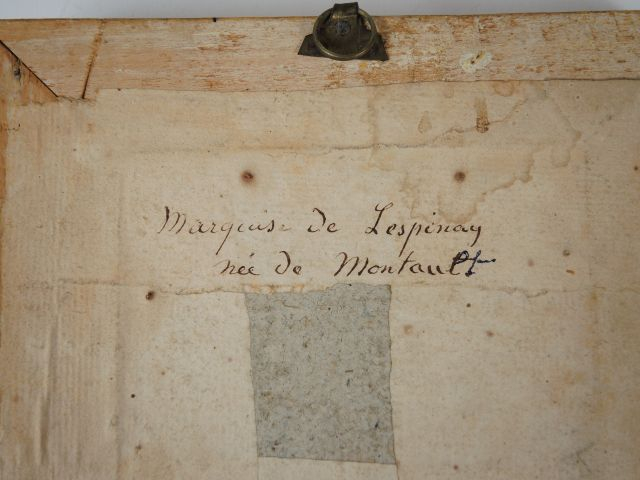 Marquise de Lespinay
née de Montault